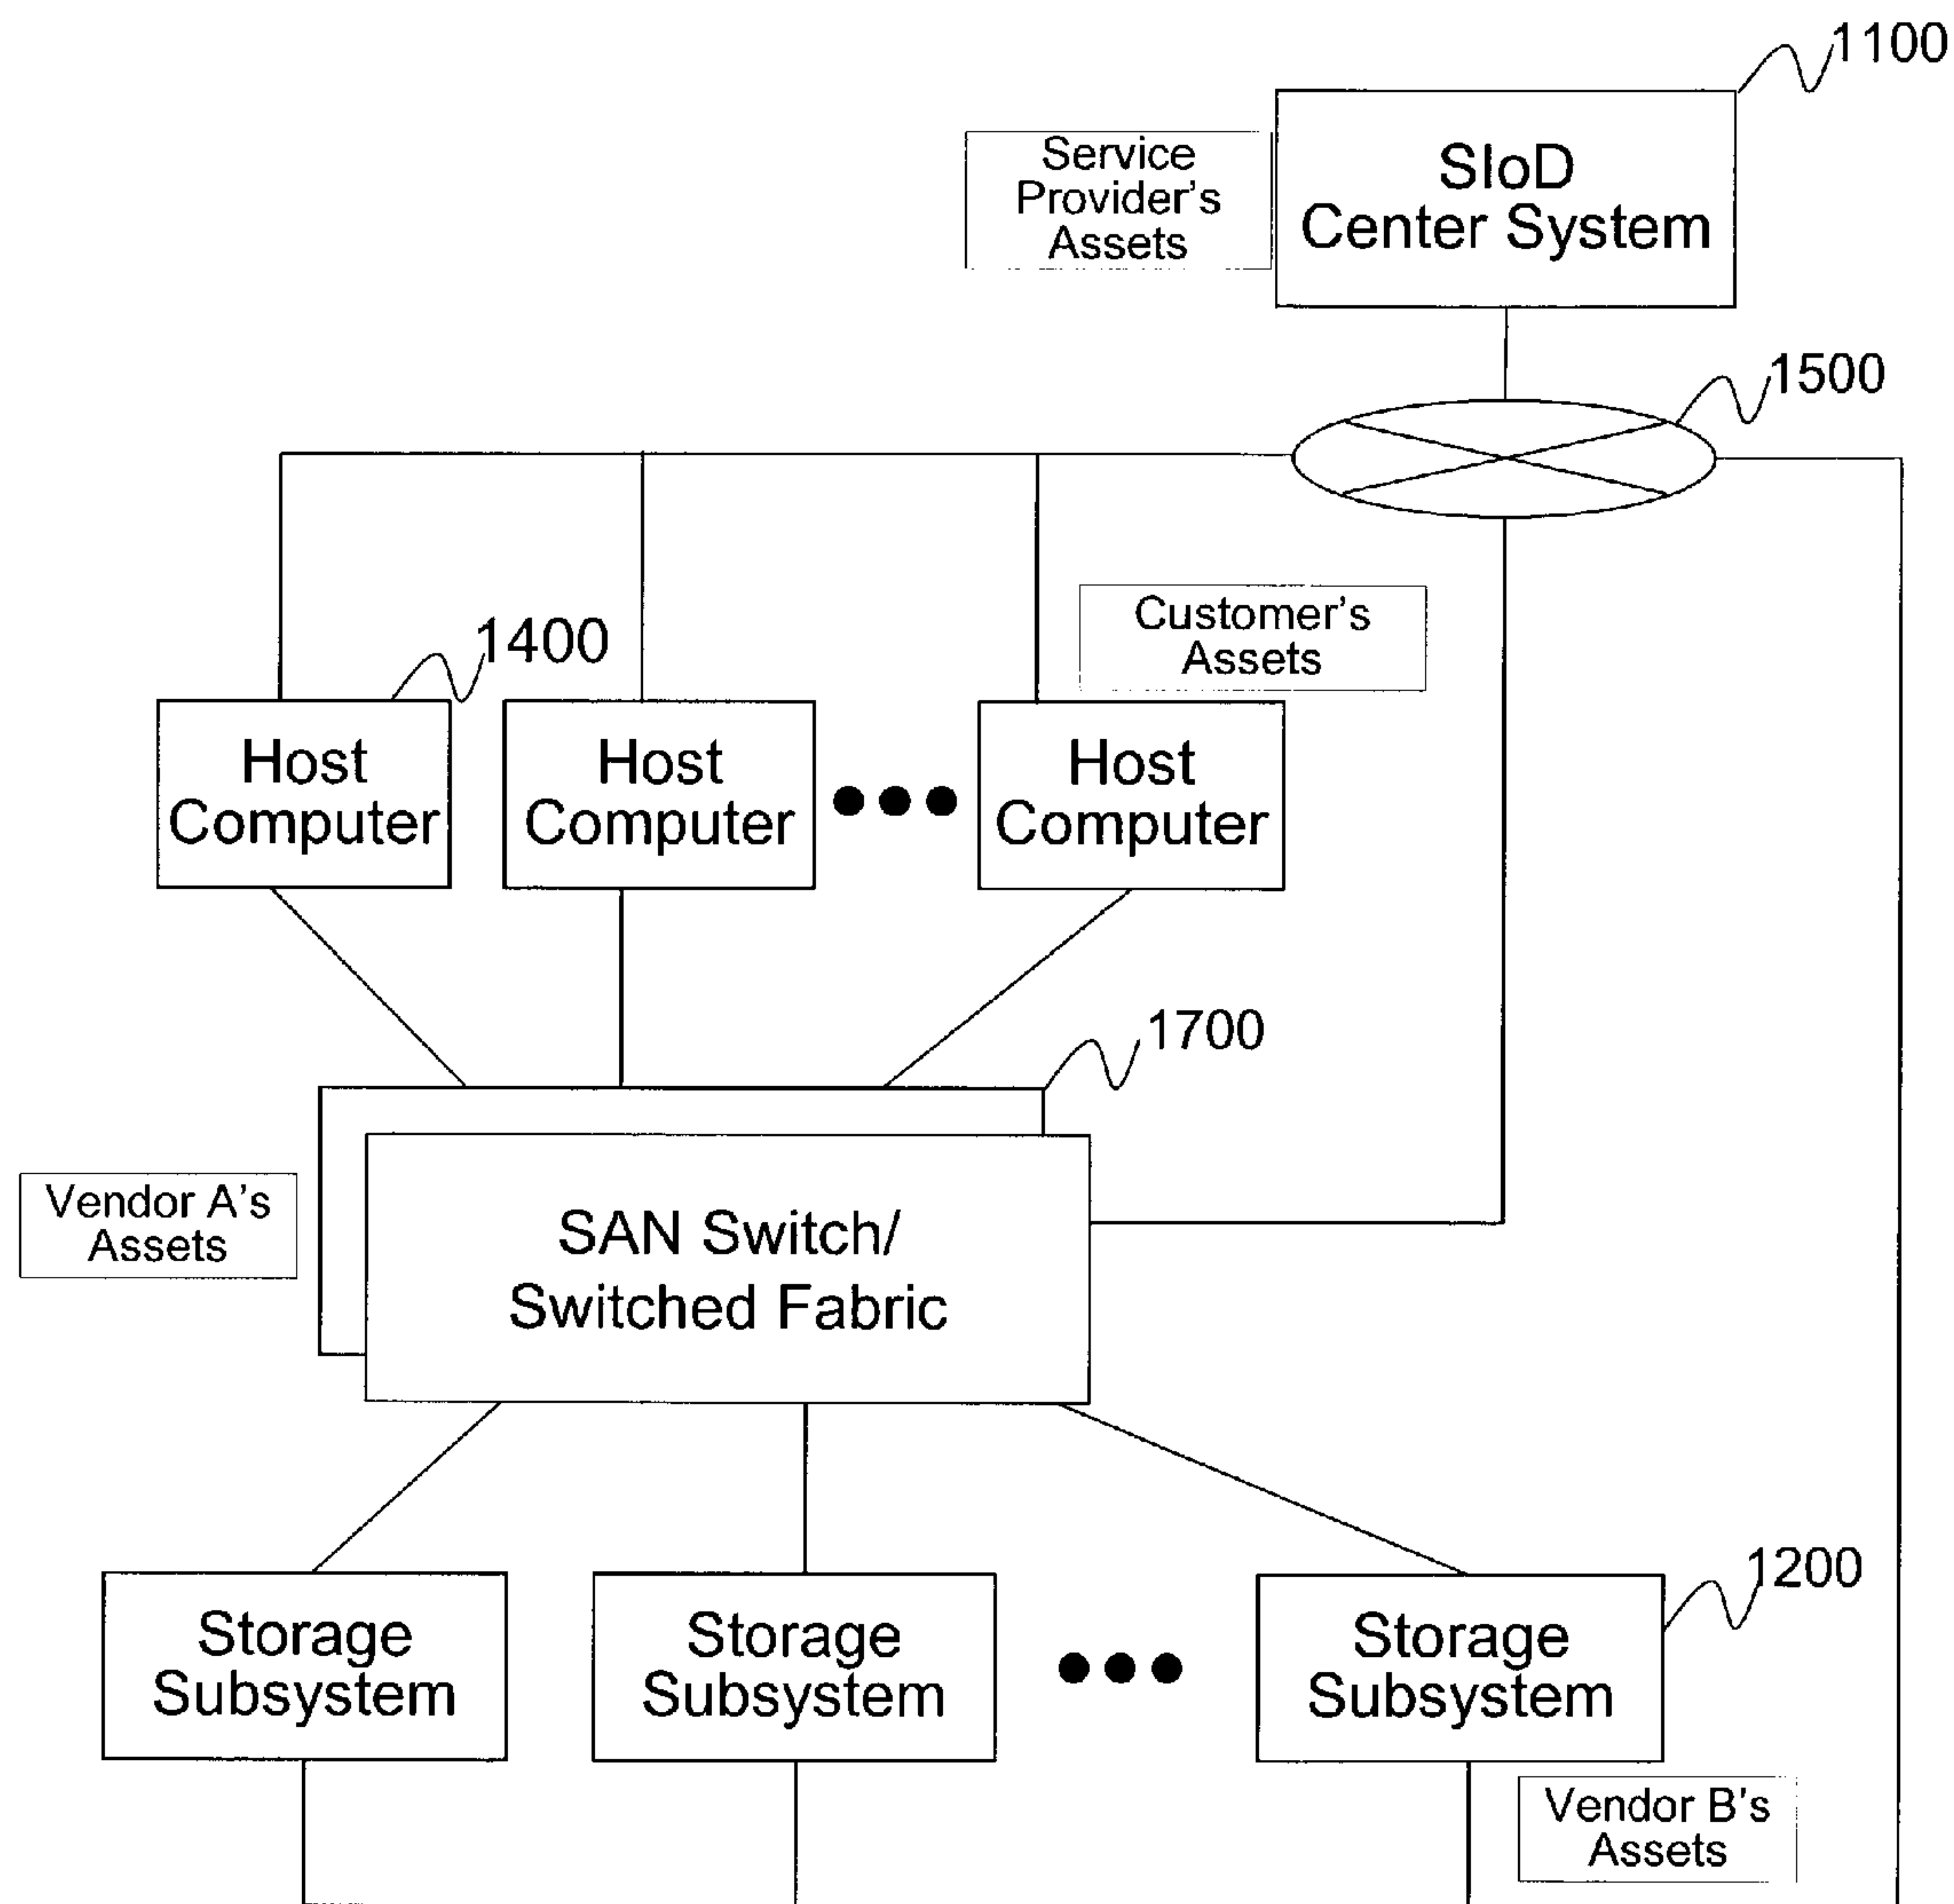 1100
Service
Provider's
Assets
SIoD
Center System
1500
Customer's
Assets
1400
Host
Computer
Host
Computer
Host
Computer
1700
Vendor A's
Assets
SAN Switch/
Switched Fabric
1200
Storage
Subsystem
Storage
Subsystem
Storage
Subsystem
Vendor B's
Assets